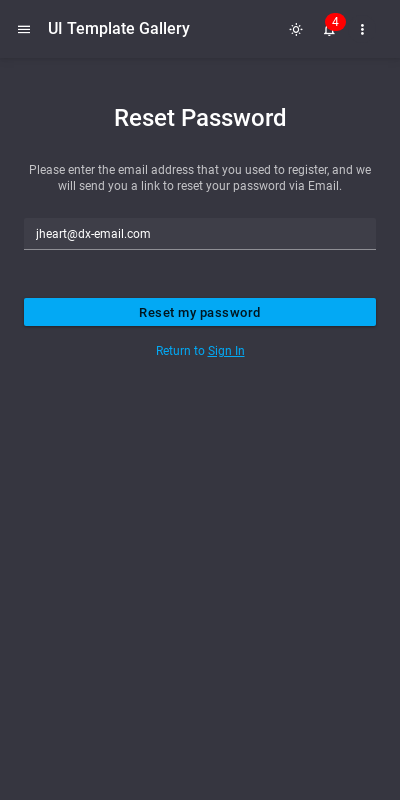 UI Template Gallery
4
Reset Password
Please enter the email address that you used to register, and we
will send you a link to reset your password via Email.
jheart@dx-email.com
Reset my password
Return to Sign In